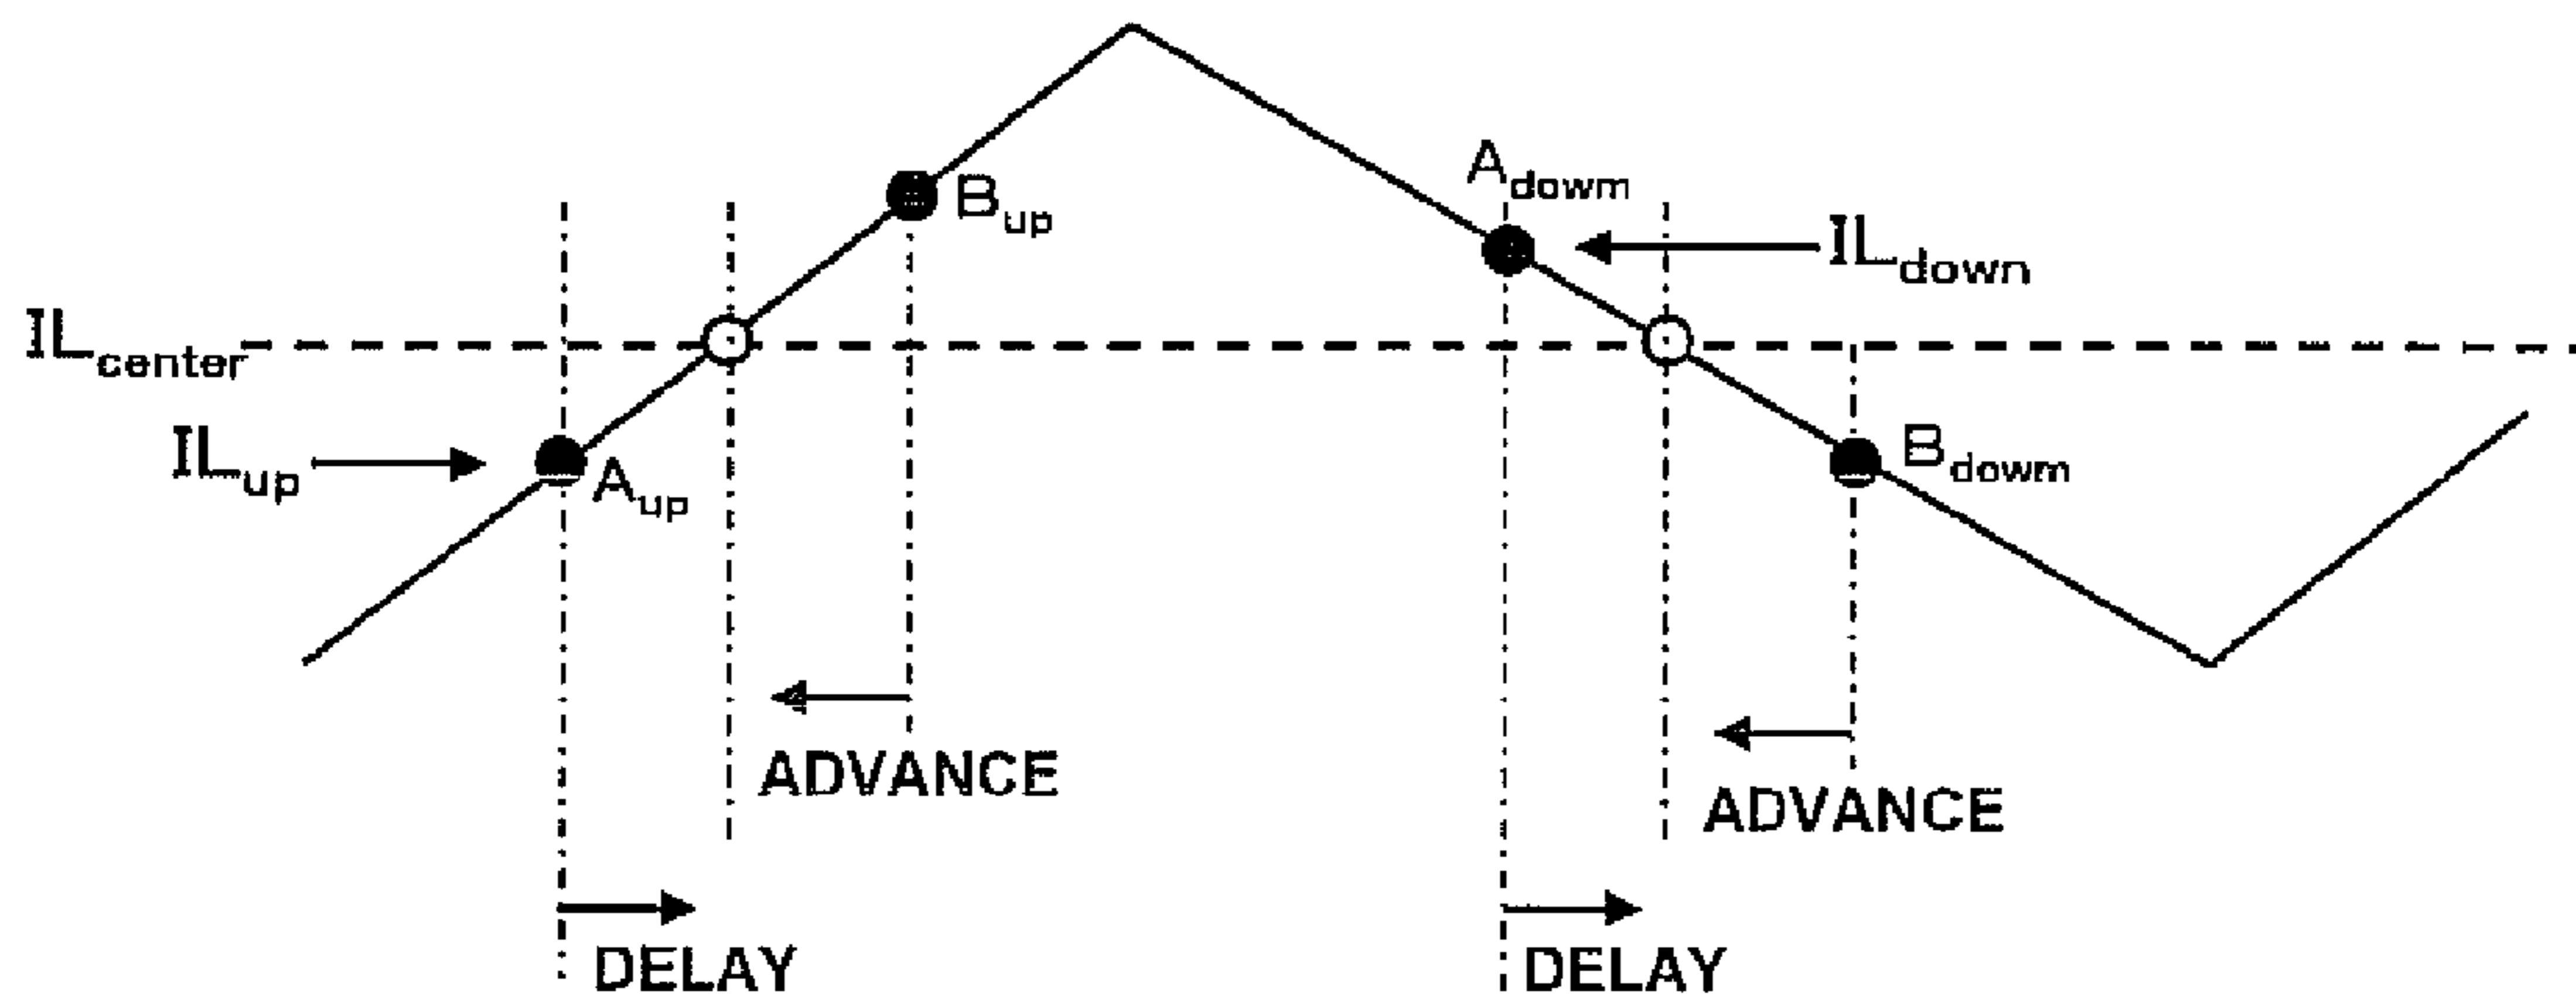 A_dowm
B_up
IL_down
IL_center
IL_up
A_up
B_dowm
ADVANCE
ADVANCE
DELAY
DELAY